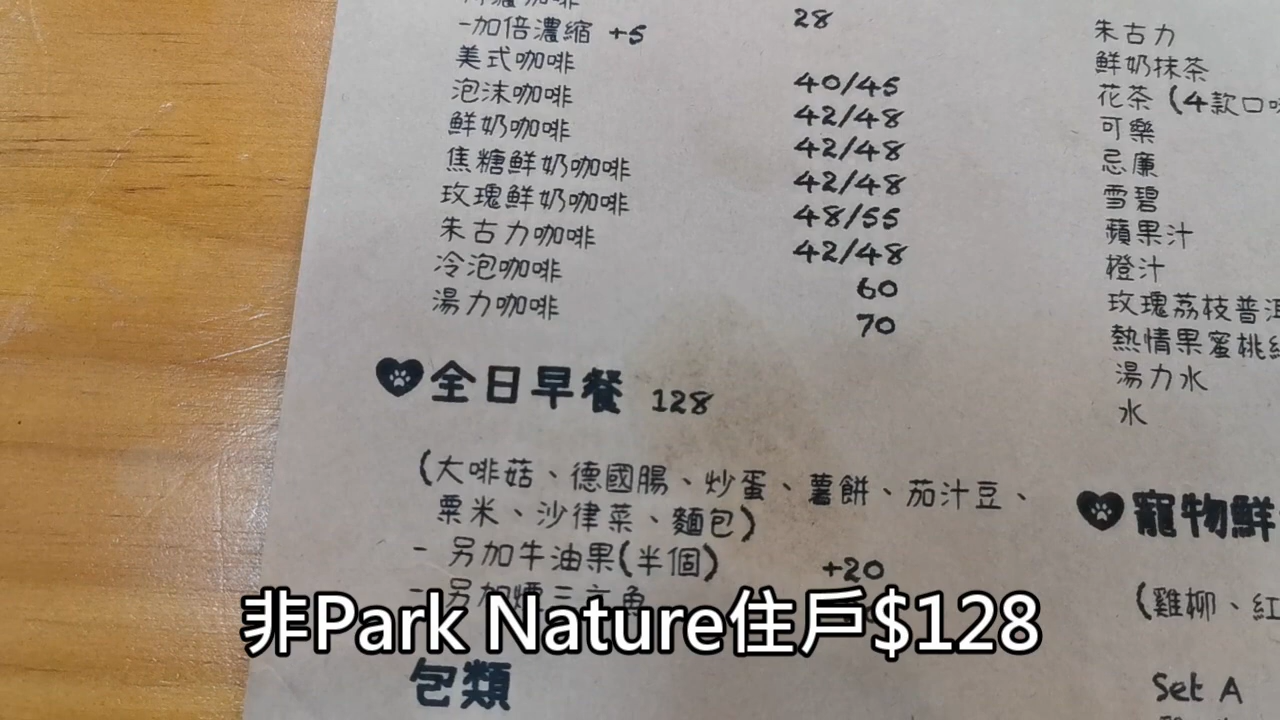 -加倍濃縮 +5
28
美式咖啡
泡沫咖啡 40/45
鮮奶咖啡 42/48
焦糖鮮奶咖啡 42/48
玫瑰鮮奶咖啡 42/48
朱古力咖啡 48/55
冷泡咖啡 42/48
湯力咖啡 60
70
全日早餐 128
(大啡菇、德國腸、炒蛋、薯餅、茄汁豆、
粟米、沙律菜、麵包)
- 另加牛油果(半個) +20
- 另加煙三文魚
包類
朱古力
鮮奶抹茶
花茶 (4款口
可樂
忌廉
雪碧
蘋果汁
橙汁
玫瑰荔枝普洱
熱情果蜜桃
湯力水
水
寵物鮮
(雞柳、紅
Set A
非Park Nature住戶$128